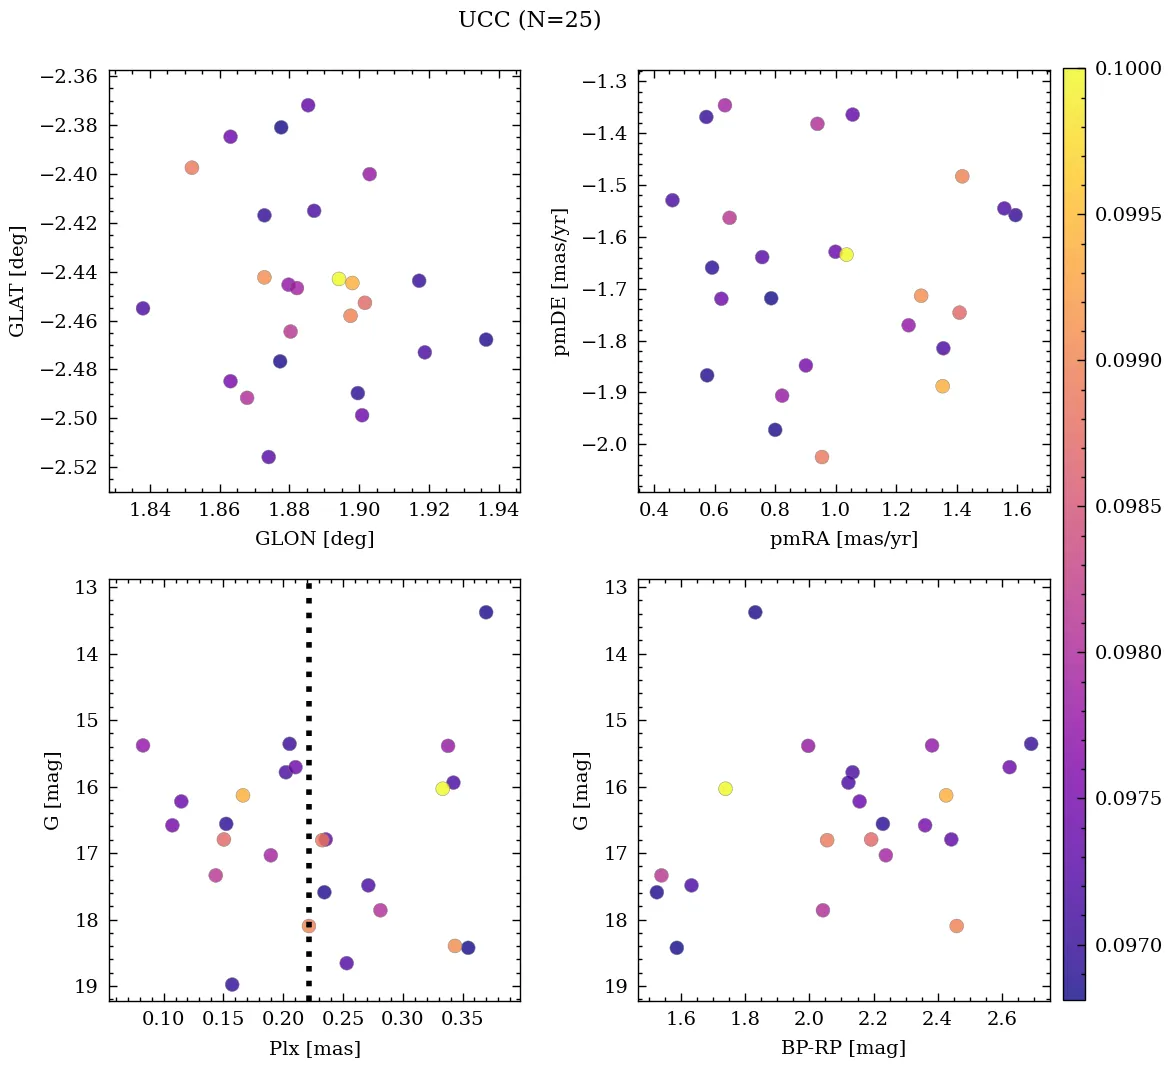 UCC (N=25)
−2.36
−2.38
−2.40
−2.42
−2.44
−2.46
−2.48
−2.50
−2.52
GLAT [deg]
1.84 1.86 1.88 1.90 1.92 1.94
GLON [deg]
−1.3
−1.4
−1.5
−1.6
−1.7
−1.8
−1.9
−2.0
pmDE [mas/yr]
0.4 0.6 0.8 1.0 1.2 1.4 1.6
pmRA [mas/yr]
13
14
15
16
17
18
19
G [mag]
0.10 0.15 0.20 0.25 0.30 0.35
Plx [mas]
13
14
15
16
17
18
19
G [mag]
1.6 1.8 2.0 2.2 2.4 2.6
BP-RP [mag]
0.1000
0.0995
0.0990
0.0985
0.0980
0.0975
0.0970